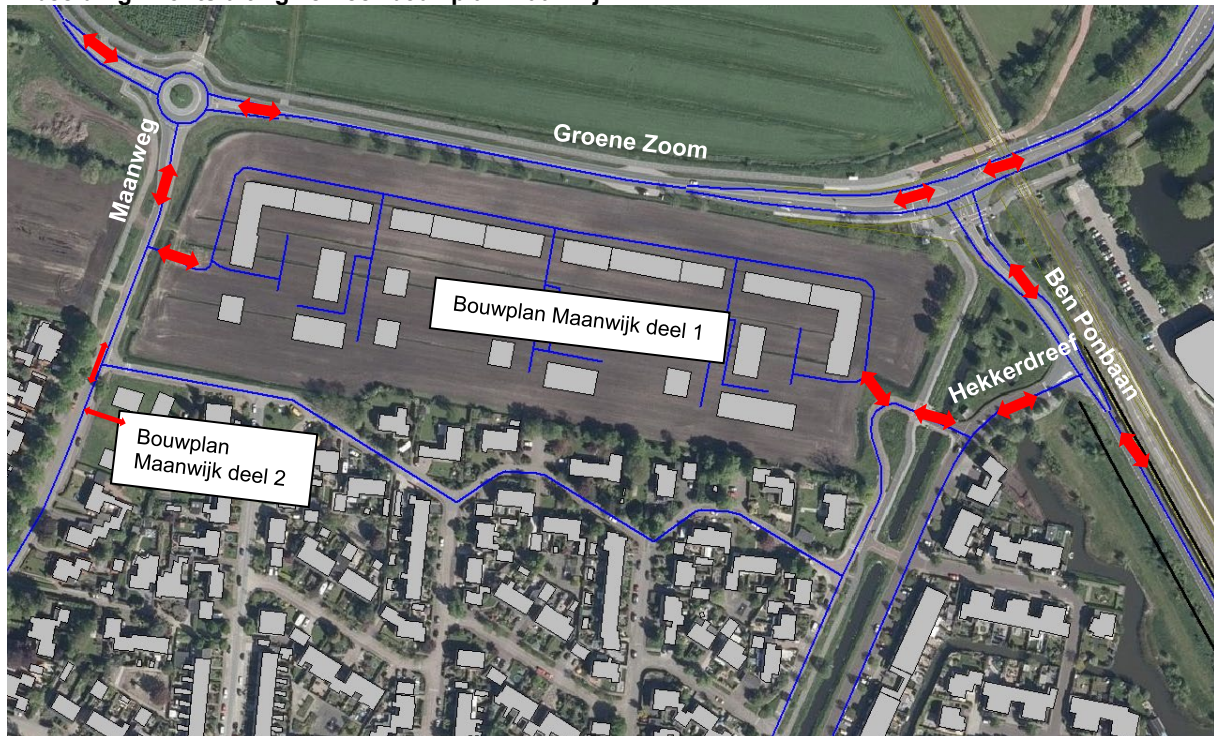 Groene Zoom
Maanweg
Bouwplan Maanwijk deel 1
Ben Ponbaan
Hekkerdreef
Bouwplan
Maanwijk deel 2